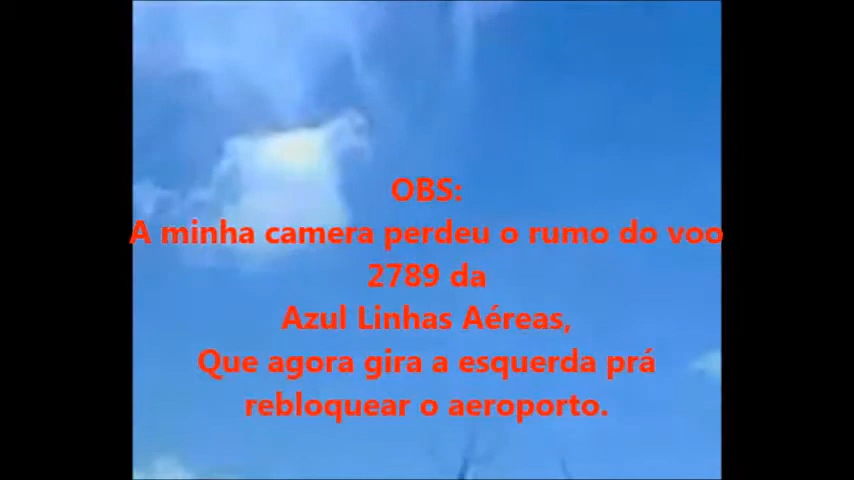 OBS:
A minha camera perdeu o rumo do voo
2789 da
Azul Linhas Aéreas,
Que agora gira a esquerda prá
rebloquear o aeroporto.